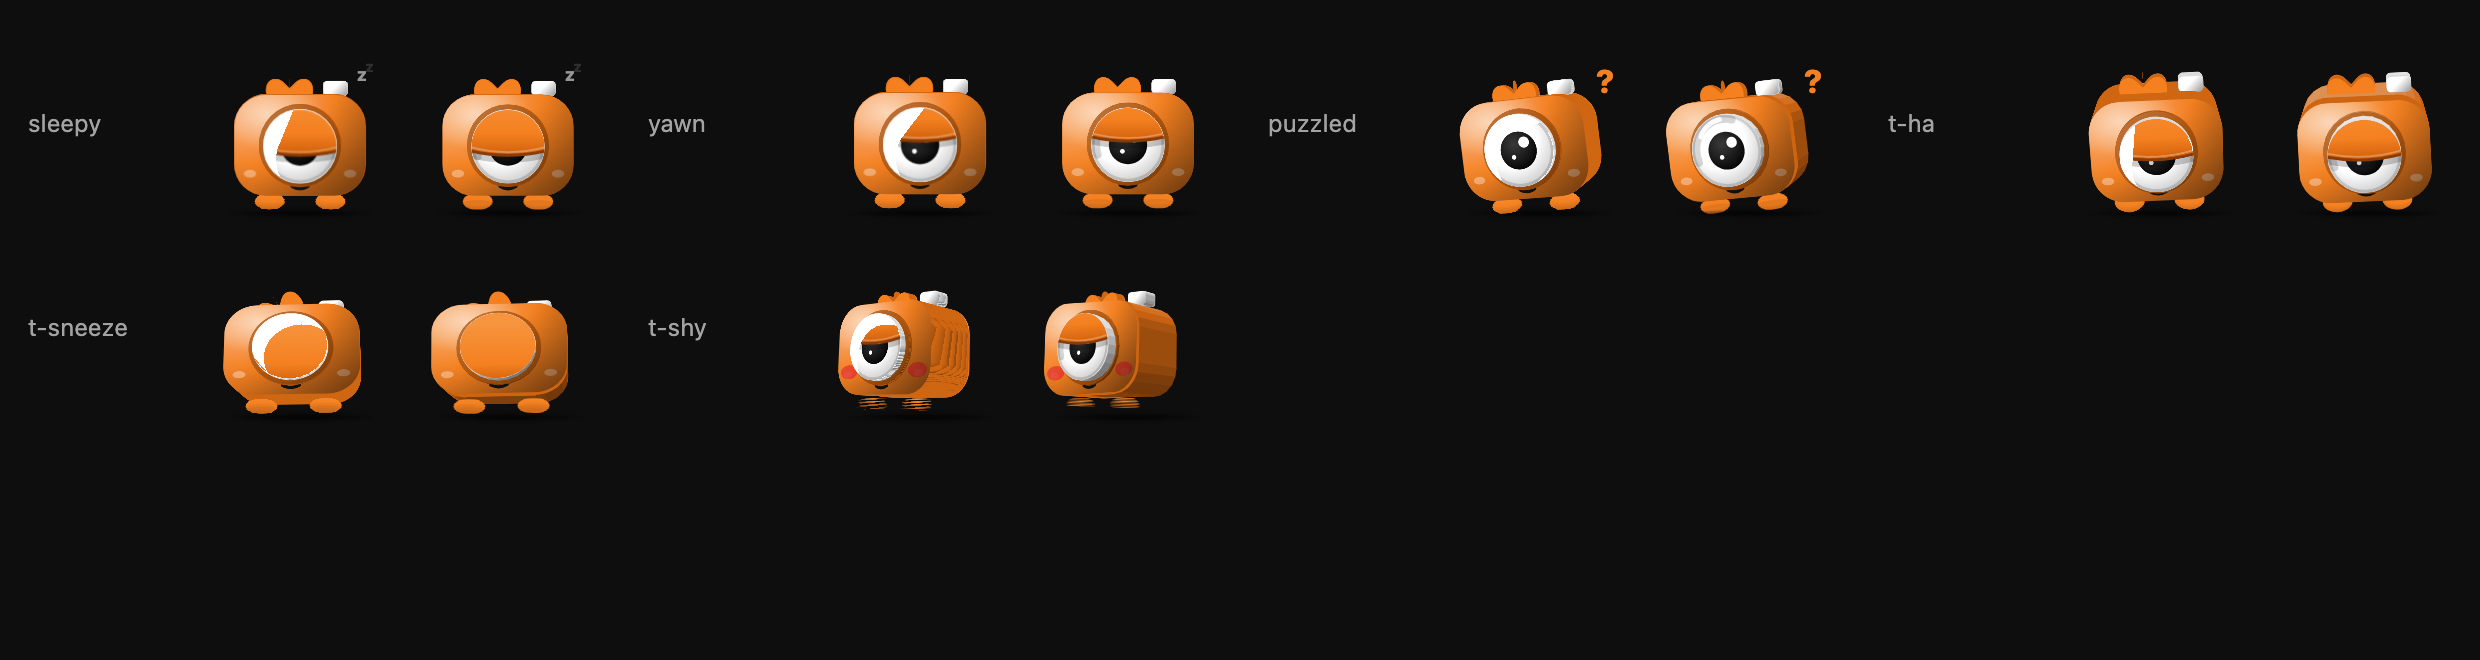 sleepy
z z
z z
yawn
puzzled
?
?
t-ha
t-sneeze
t-shy